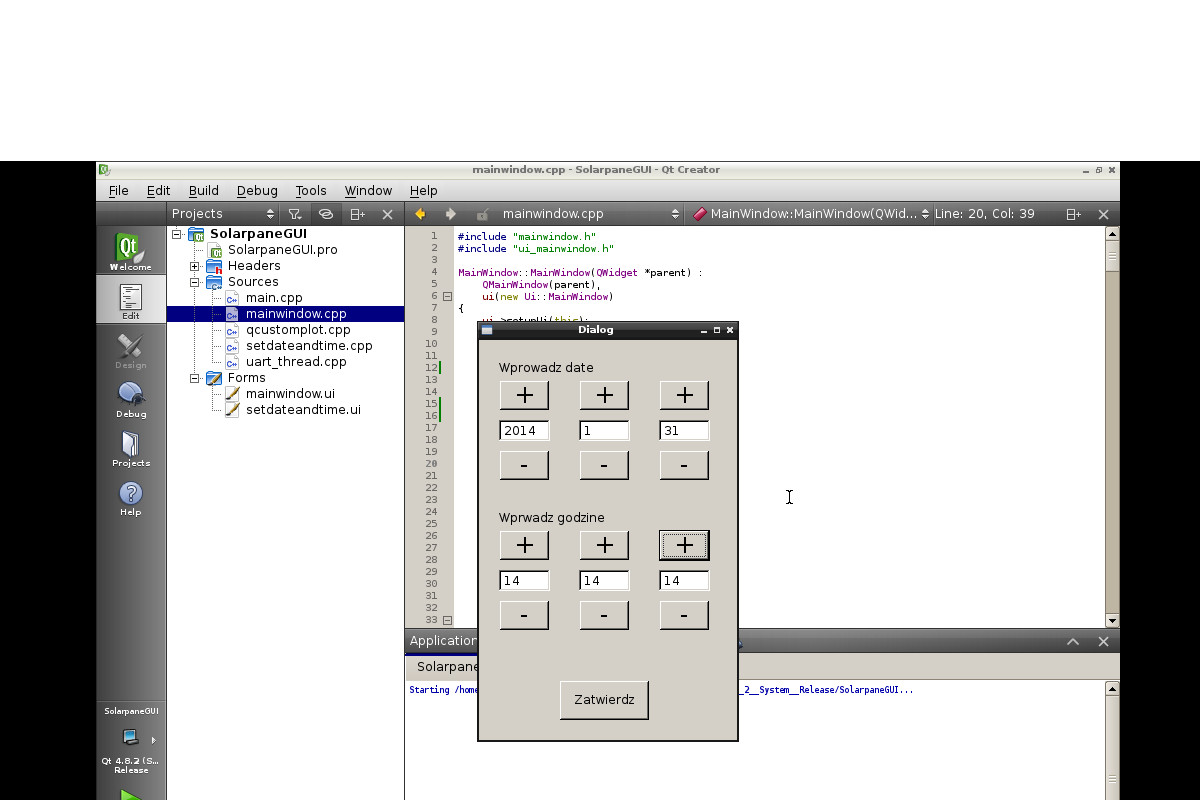 mainwindow.cpp - SolarpaneGUI - Qt Creator
File Edit Build Debug Tools Window Help
Projects
mainwindow.cpp
MainWindow::MainWindow(QWid... Line: 20, Col: 39
Qt
Welcome
Edit
Design
Debug
Projects
Help
SolarpaneGUI
SolarpaneGUI.pro
Headers
Sources
main.cpp
mainwindow.cpp
qcustomplot.cpp
setdateandtime.cpp
uart_thread.cpp
Forms
mainwindow.ui
setdateandtime.ui
1 #include "mainwindow.h"
2 #include "ui_mainwindow.h"
3
4 MainWindow::MainWindow(QWidget *parent) :
5 QMainWindow(parent),
6 ui(new Ui::MainWindow)
7 {
8 ui->setupUi(this);
9
10
11
12
13
14
15
16
17
18
19
20
21
22
23
24
25
26
27
28
29
30
31
32
33
Dialog
Wprowadz date
+ + +
2014 1 31
- - -
Wprwadz godzine
+ + +
14 14 14
- - -
Zatwierdz
Application
Solarpane
Starting /home
_2__System__Release/SolarpaneGUI...
SolarpaneGUI
Qt 4.8.2 (S...
Release